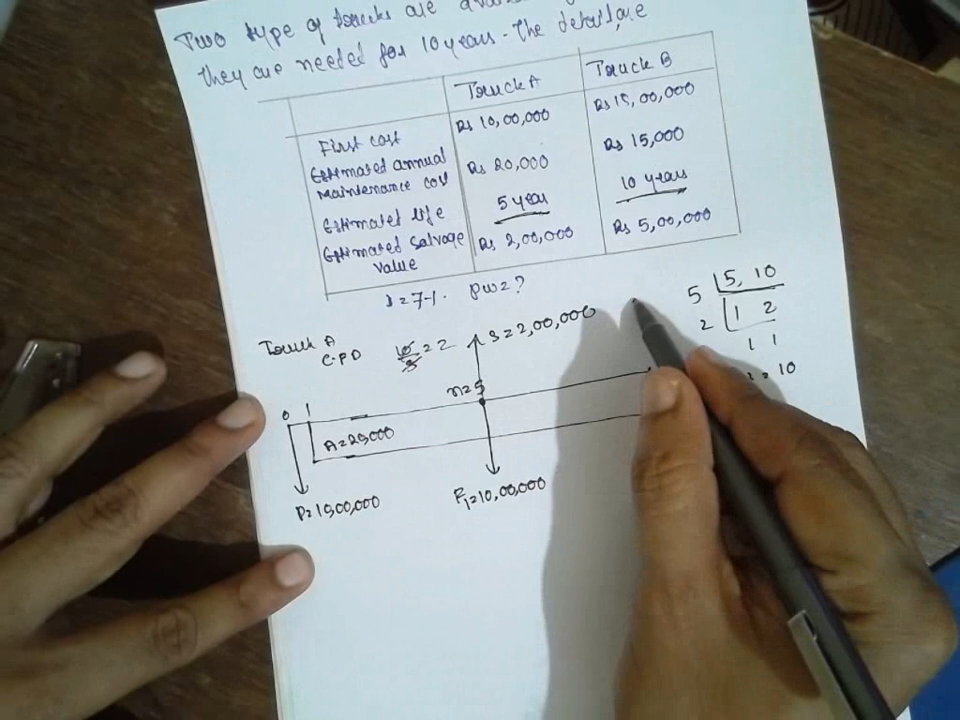 Two type of trucks are
they are needed for 10 years - The details are
Truck A Truck B
First cost Rs 10,00,000 Rs 15,00,000
Estimated annual maintenance cost Rs 20,000 Rs 15,000
Estimated life 5 year 10 years
Estimated Salvage value Rs 2,00,000 Rs 5,00,000
i=7-1. pw=?
Truck A
C.P.D
10/5=2 2
S=2,00,000
5 5, 10
2 1 2
1 1
= 10
n=5
0 1
A=20,000
P=10,00,000
F1=10,00,000